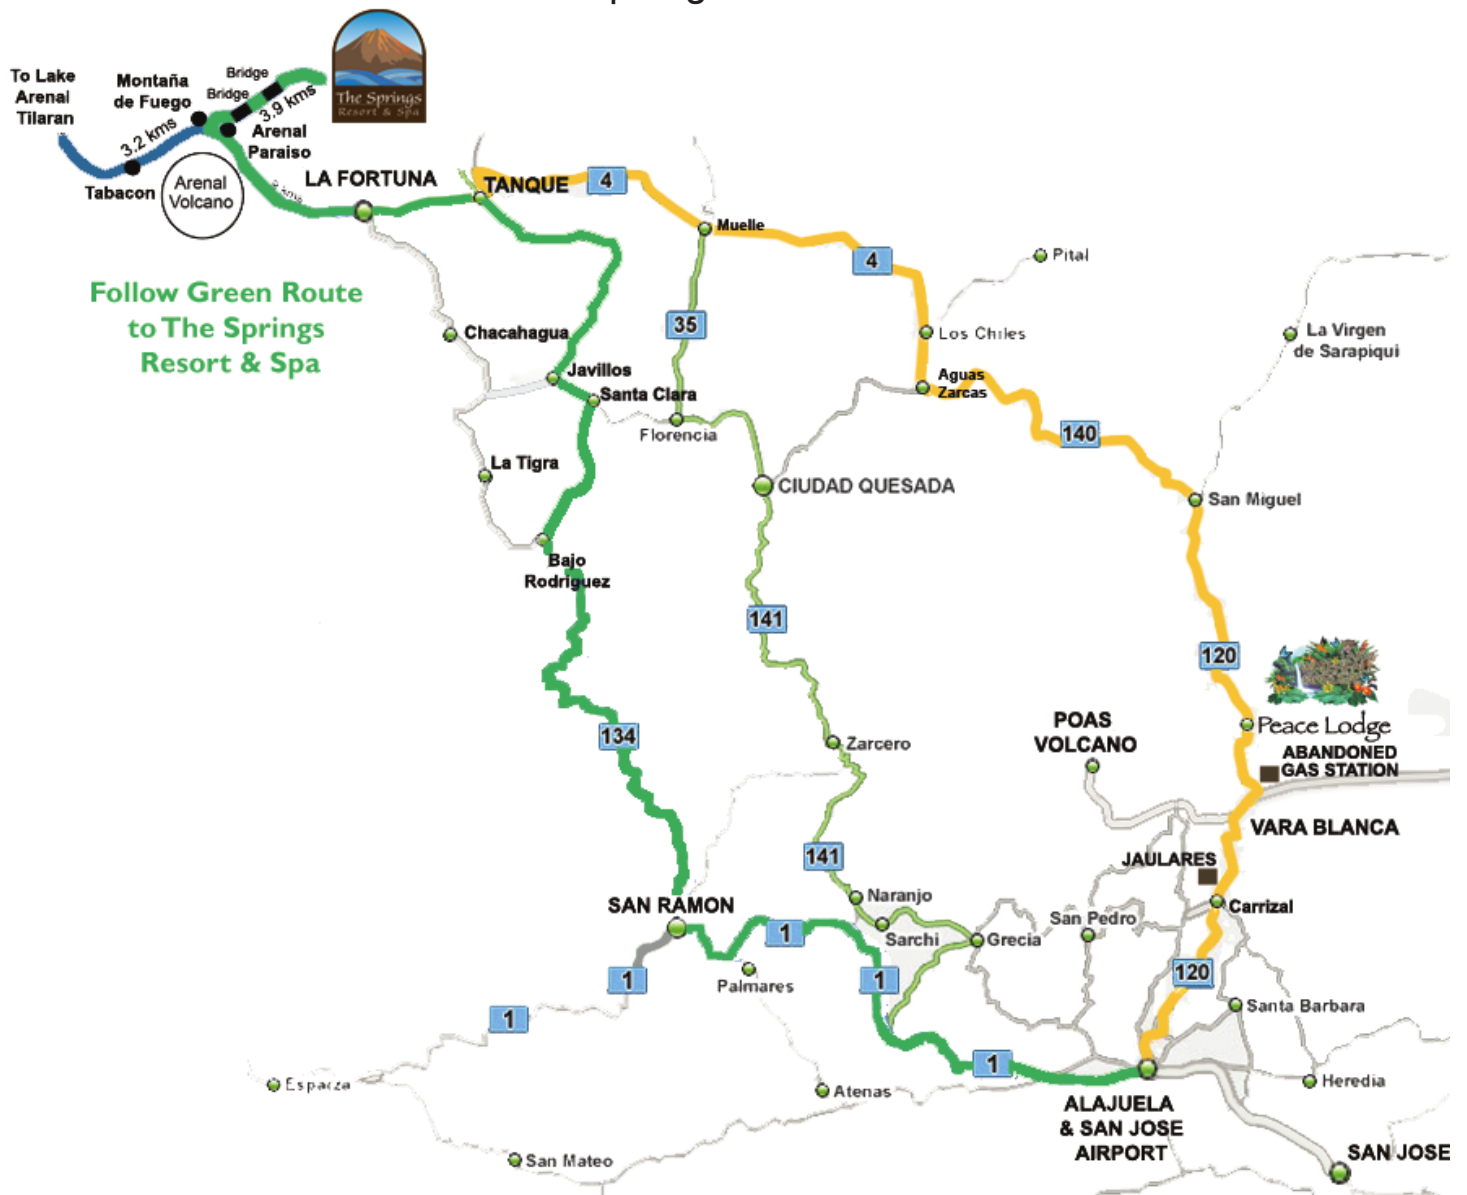 To Lake
Arenal
Tilaran
Montaña
de Fuego
Bridge
Bridge
3.9 kms
3.2 kms
The Springs
Resort & Spa
Arenal
Paraiso
Tabacon
Arenal
Volcano
LA FORTUNA
TANQUE
4
Muelle
4
Pital
Follow Green Route
to The Springs
Resort & Spa
Chacahagua
35
Los Chiles
La Virgen
de Sarapiqui
Javillos
Santa Clara
Aguas
Zarcas
Florencia
140
La Tigra
CIUDAD QUESADA
San Miguel
Bajo
Rodriguez
141
120
134
Zarcero
POAS
VOLCANO
Peace Lodge
ABANDONED
GAS STATION
VARA BLANCA
141
JAULARES
Naranjo
SAN RAMON
1
Sarchi
Grecia
San Pedro
Carrizal
1
Palmares
1
120
1
Santa Barbara
1
Esparza
Atenas
Heredia
ALAJUELA
& SAN JOSE
AIRPORT
San Mateo
SAN JOSE